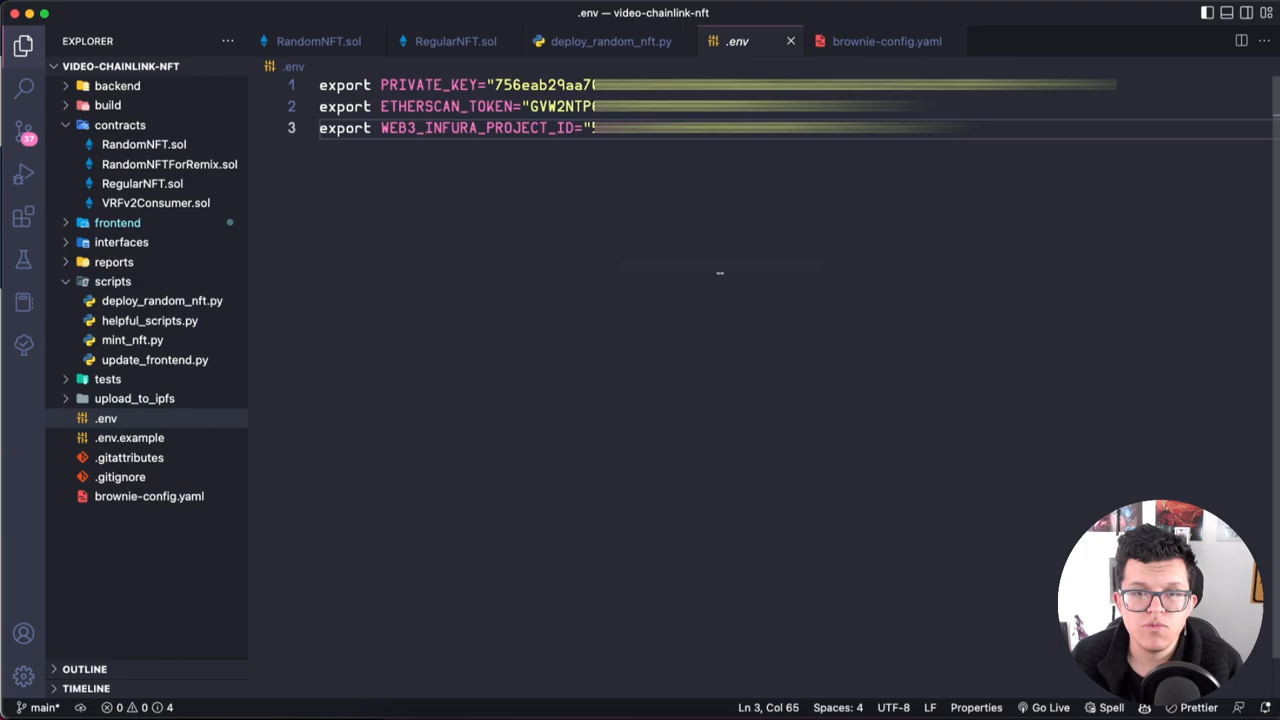 .env — video-chainlink-nft
EXPLORER
RandomNFT.sol
RegularNFT.sol
deploy_random_nft.py
.env
brownie-config.yaml
VIDEO-CHAINLINK-NFT
.env
backend
build
contracts
RandomNFT.sol
RandomNFTForRemix.sol
RegularNFT.sol
VRFv2Consumer.sol
frontend
interfaces
reports
scripts
deploy_random_nft.py
helpful_scripts.py
mint_nft.py
update_frontend.py
tests
upload_to_ipfs
.env
.env.example
.gitattributes
.gitignore
brownie-config.yaml
OUTLINE
TIMELINE
37
1 export PRIVATE_KEY="756eab29aa7
2 export ETHERSCAN_TOKEN="GVW2NTP
3 export WEB3_INFURA_PROJECT_ID="
main* 0 0 4
Ln 3, Col 65 Spaces: 4 UTF-8 LF Properties Go Live Spell Prettier